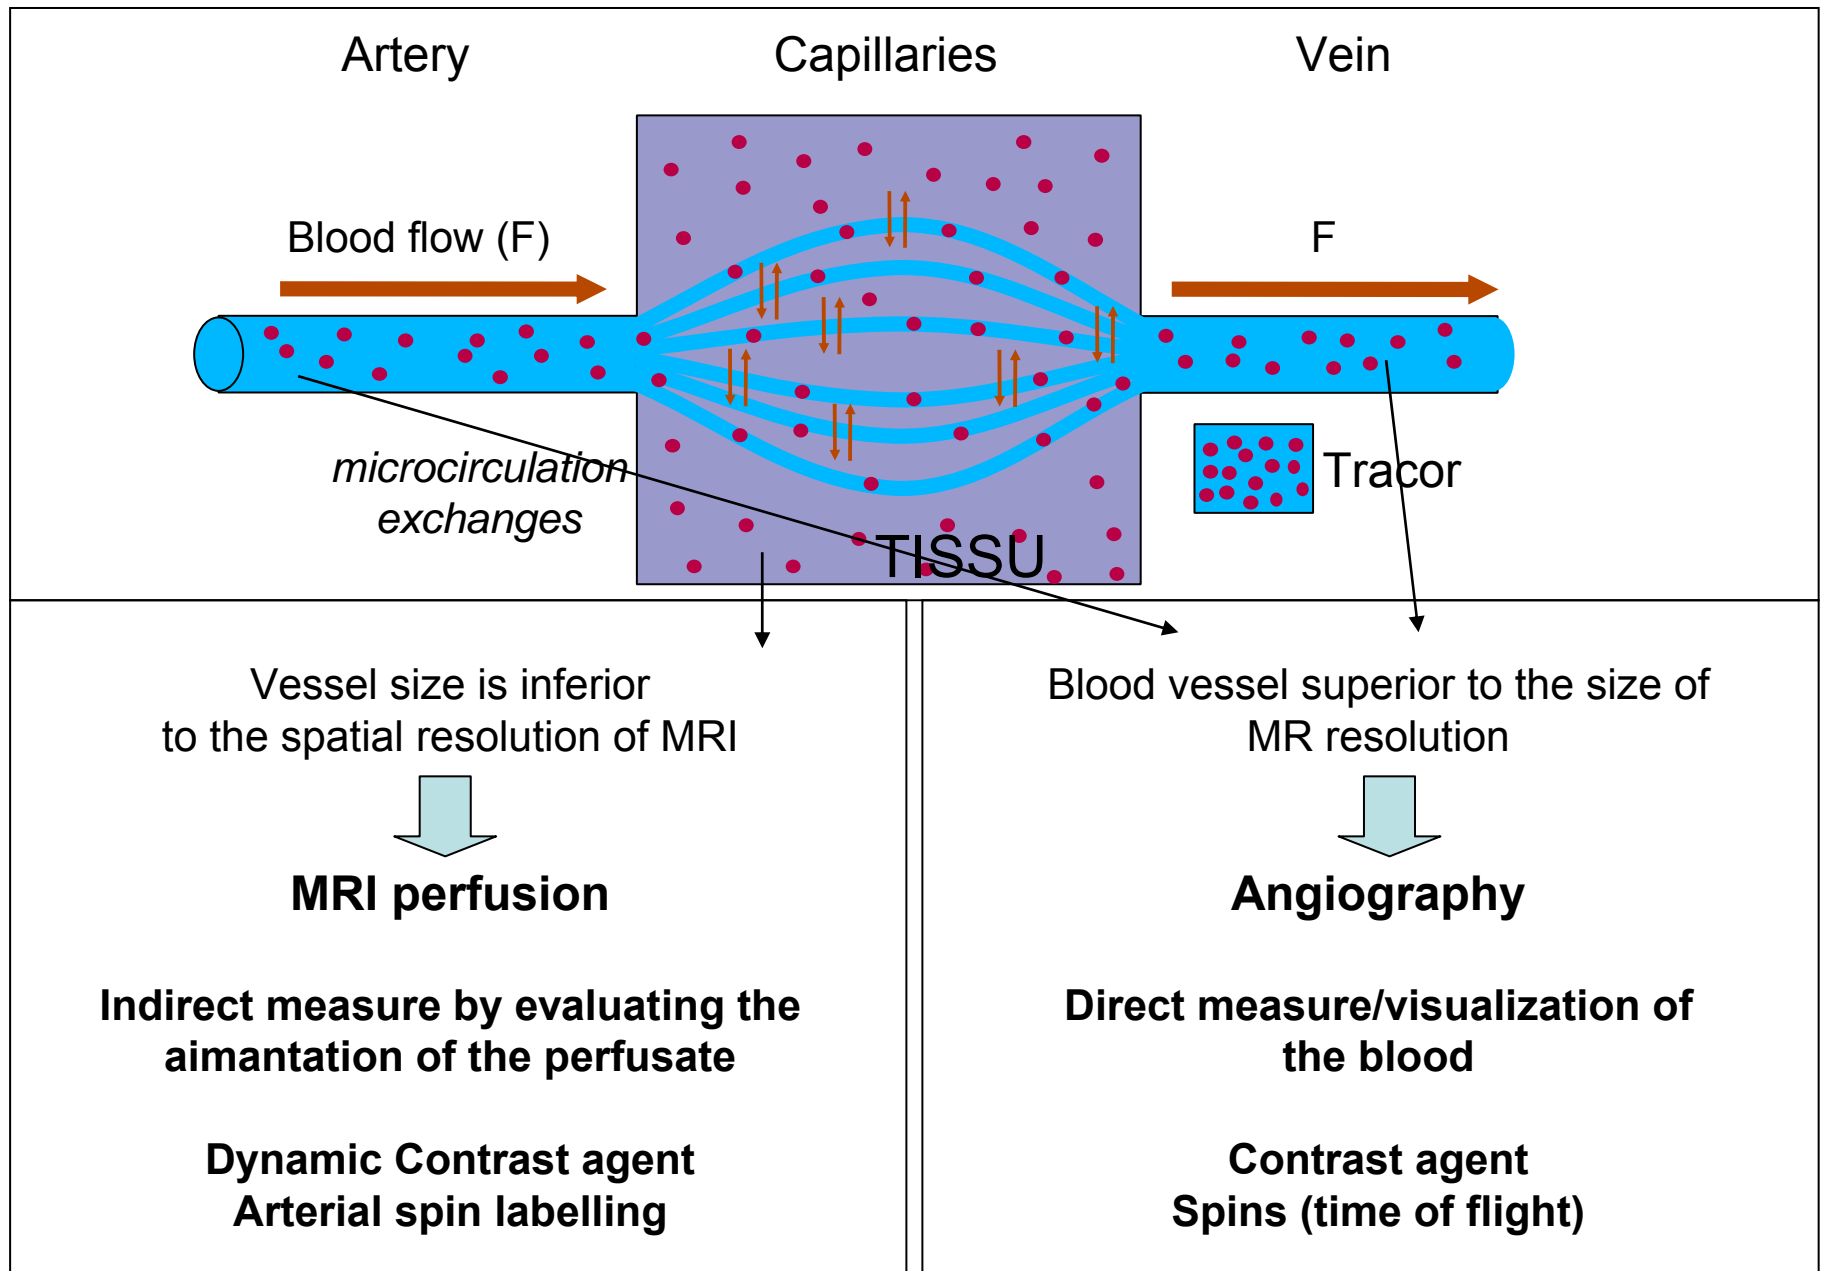 Artery
Capillaries
Vein
Blood flow (F)
F
microcirculation
exchanges
Tracor
TISSU
Vessel size is inferior
to the spatial resolution of MRI
MRI perfusion
Indirect measure by evaluating the
aimantation of the perfusate
Dynamic Contrast agent
Arterial spin labelling
Blood vessel superior to the size of
MR resolution
Angiography
Direct measure/visualization of
the blood
Contrast agent
Spins (time of flight)